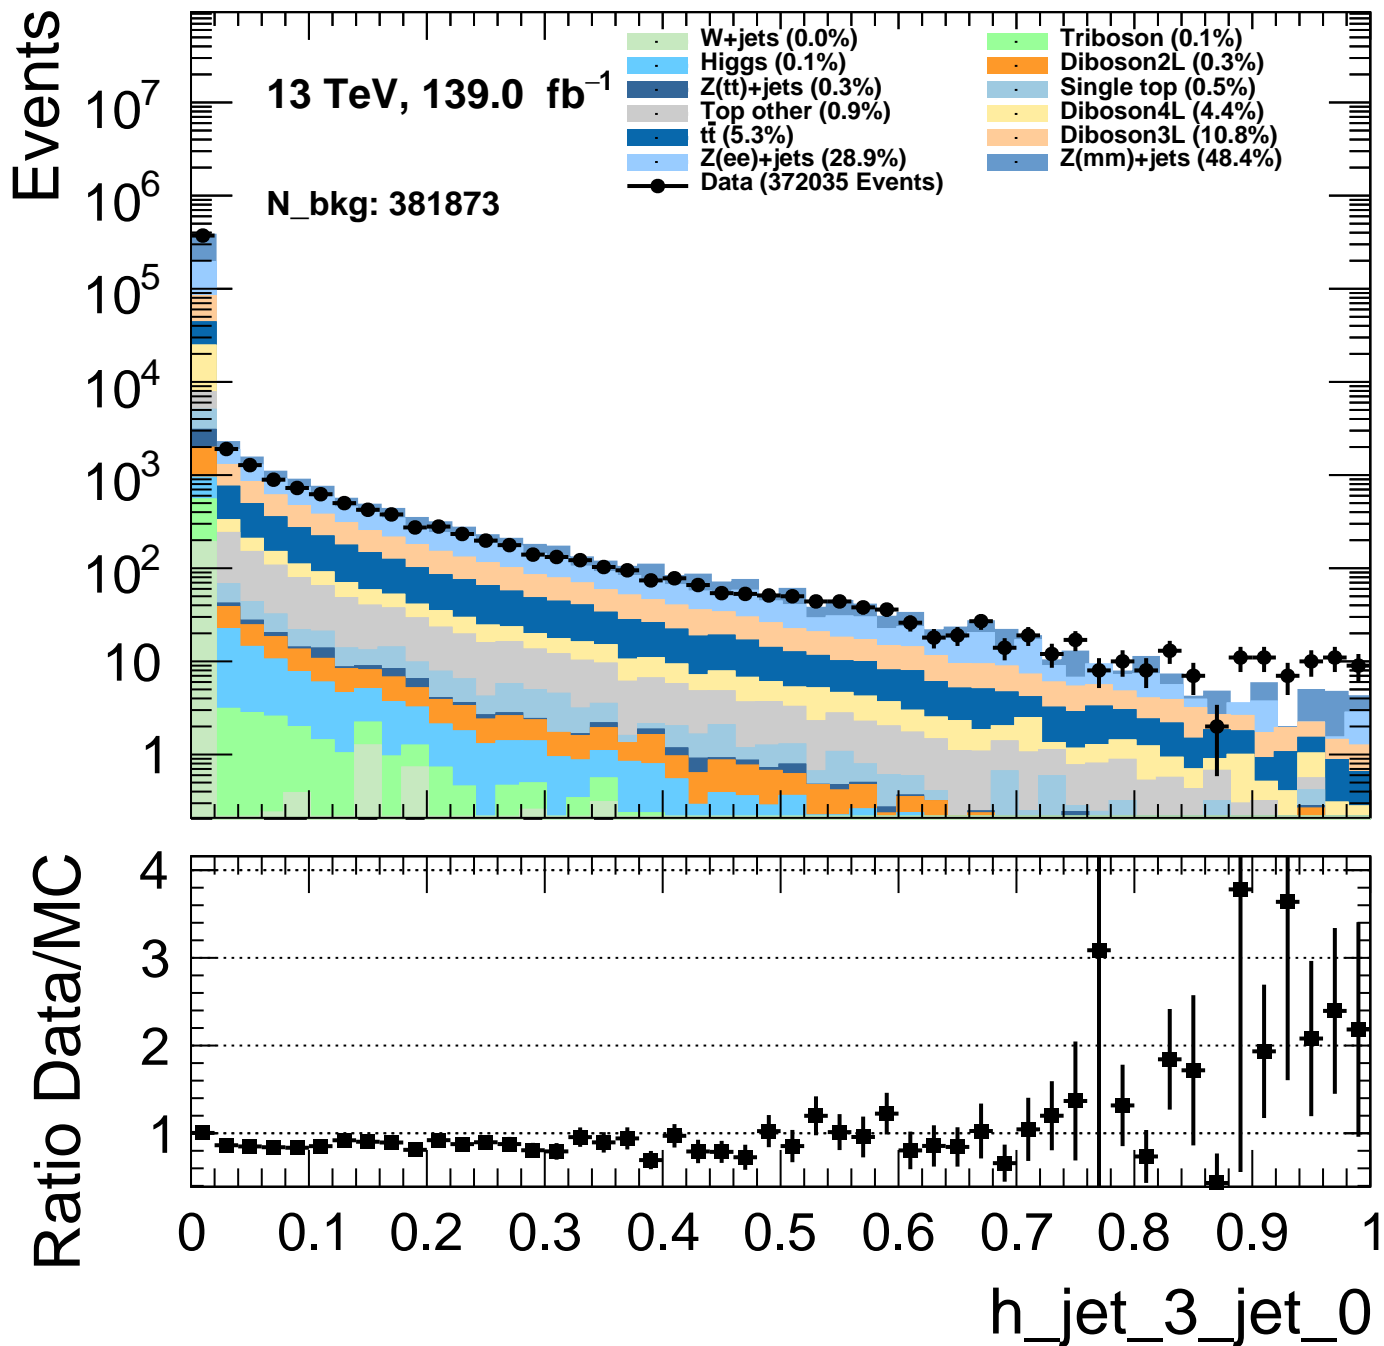 Events
10⁷
10⁶
10⁵
10⁴
10³
10²
10
1
13 TeV, 139.0 fb⁻¹
N_bkg: 381873
W+jets (0.0%)
Higgs (0.1%)
Z(tt)+jets (0.3%)
Top other (0.9%)
tt̄ (5.3%)
Z(ee)+jets (28.9%)
Data (372035 Events)
Triboson (0.1%)
Diboson2L (0.3%)
Single top (0.5%)
Diboson4L (4.4%)
Diboson3L (10.8%)
Z(mm)+jets (48.4%)
Ratio Data/MC
4
3
2
1
0 0.1 0.2 0.3 0.4 0.5 0.6 0.7 0.8 0.9 1
h_jet_3_jet_0